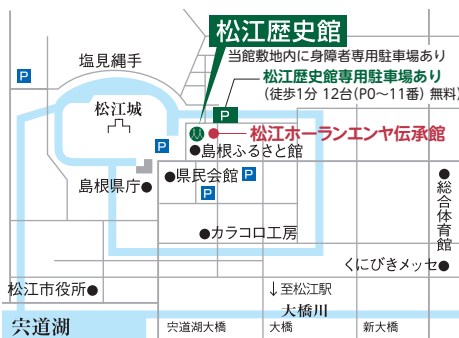 松江歴史館
当館敷地内に身障者専用駐車場あり
塩見縄手
P
松江歴史館専用駐車場あり
（徒歩1分 12台（P0〜11番） 無料）
松江城
P
松江ホーランエンヤ伝承館
P
島根ふるさと館
島根県庁
県民会館
P
P
総合体育館
カラコロ工房
くにびきメッセ
松江市役所
↓至松江駅
大橋川
宍道湖
宍道湖大橋
大橋
新大橋